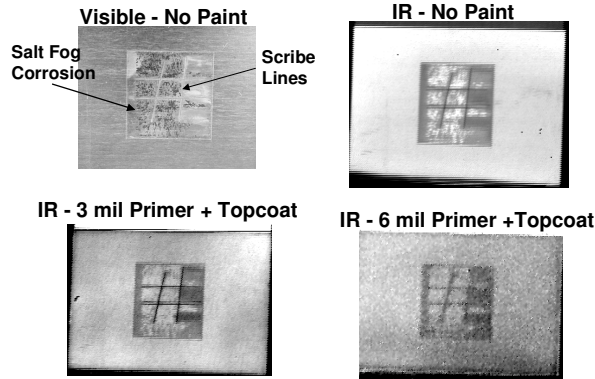 Visible - No Paint
IR - No Paint
Salt Fog
Corrosion
Scribe
Lines
IR - 3 mil Primer + Topcoat
IR - 6 mil Primer +Topcoat